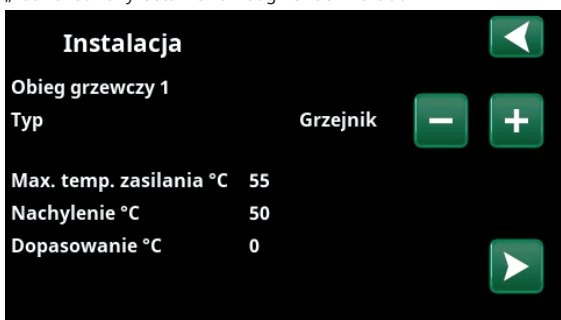 Instalacja
Obieg grzewczy 1
Typ Grzejnik
Max. temp. zasilania °C 55
Nachylenie °C 50
Dopasowanie °C 0